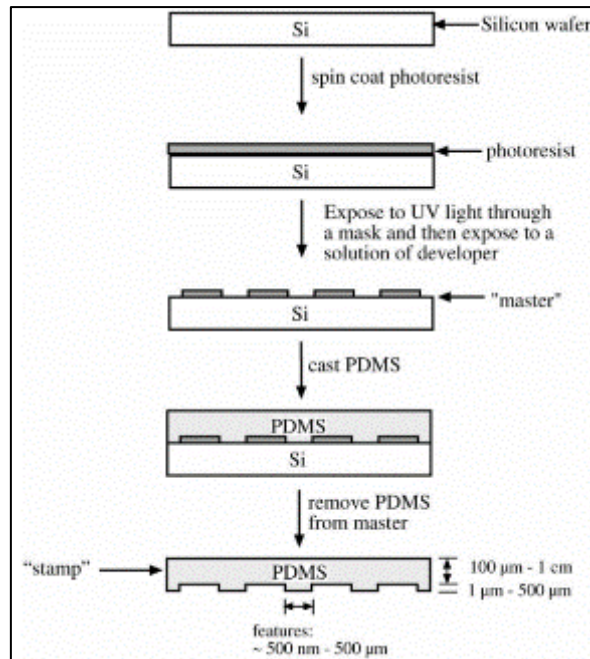 Si
Silicon wafer
spin coat photoresist
photoresist
Si
Expose to UV light through
a mask and then expose to a
solution of developer
"master"
Si
cast PDMS
PDMS
Si
remove PDMS
from master
“stamp”
PDMS
100 μm - 1 cm
1 μm - 500 μm
features:
~ 500 nm - 500 μm